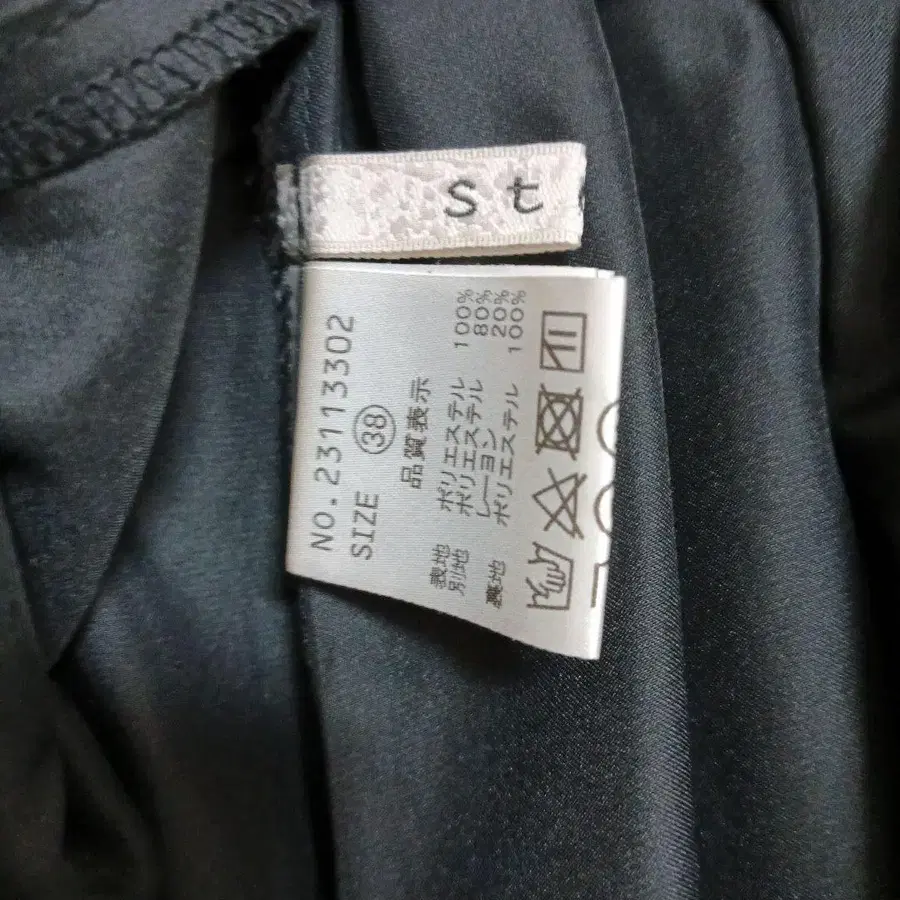 St
NO.23113302
SIZE 38
品質表示
表地 ポリエステル 100%
別地 ポリエステル 80%
レーヨン 20%
裏地 ポリエステル 100%